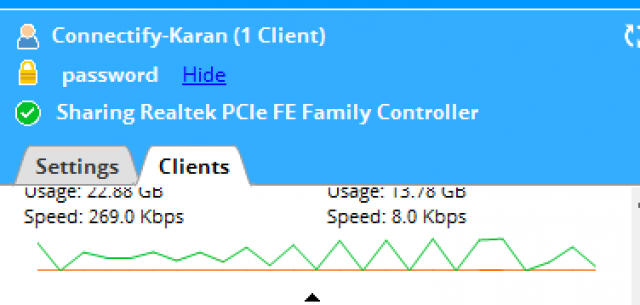 Connectify-Karan (1 Client)
password Hide
Sharing Realtek PCIe FE Family Controller
Settings Clients
Usage: 22.88 GB Usage: 13.78 GB
Speed: 269.0 Kbps Speed: 8.0 Kbps